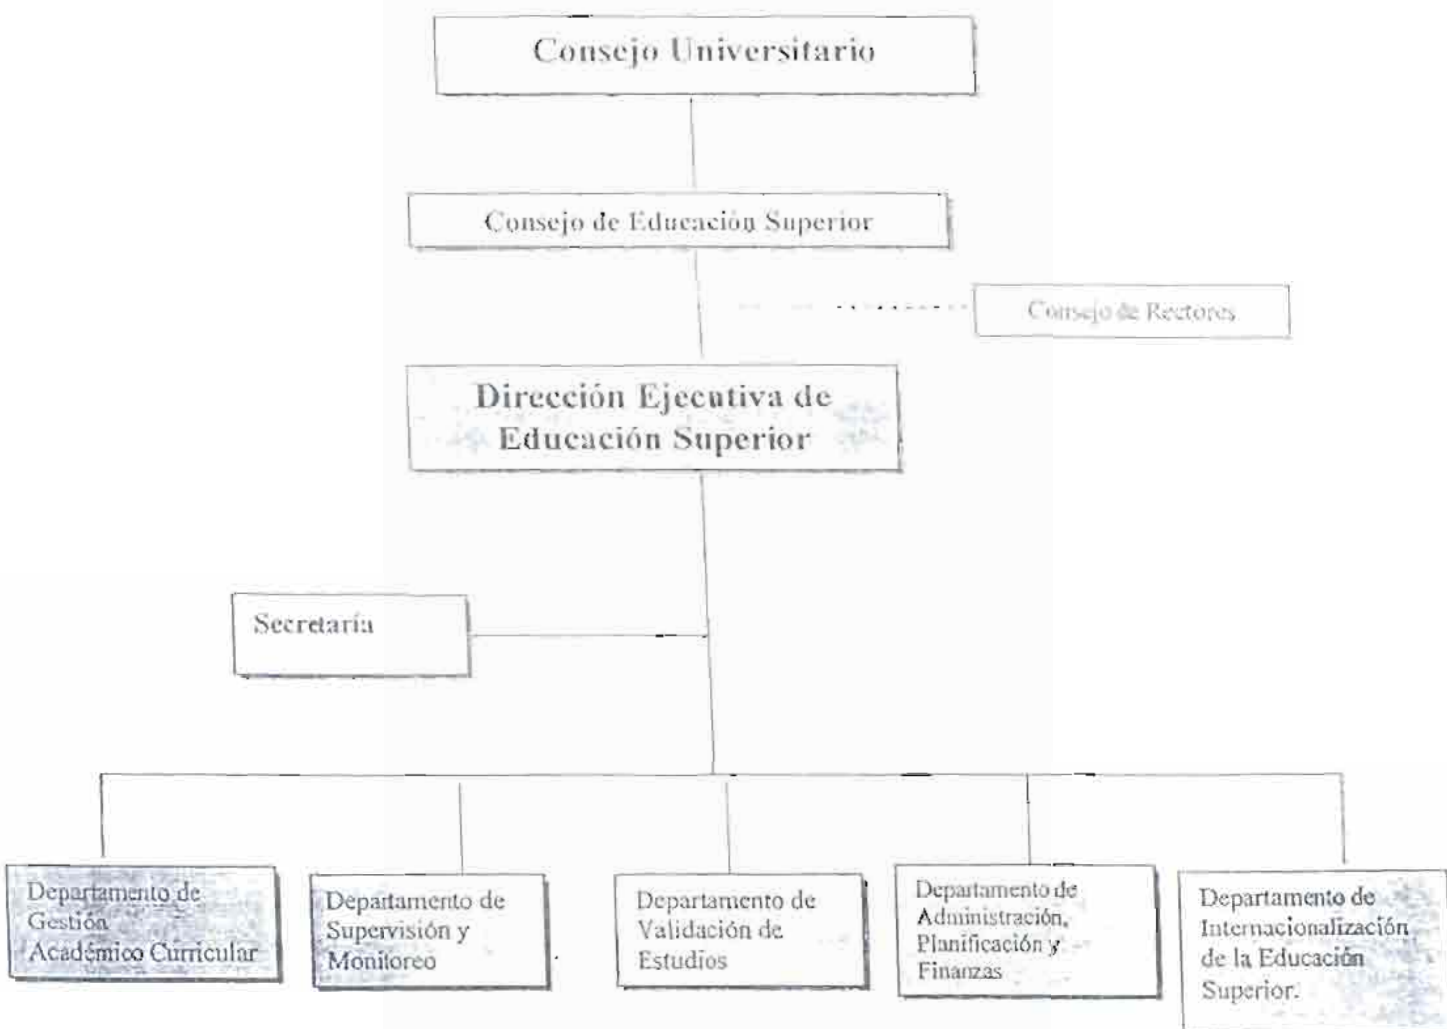 Consejo Universitario
Consejo de Educación Superior
Consejo de Rectores
Dirección Ejecutiva de
Educación Superior
Secretaría
Departamento de
Gestión
Académico Curricular
Departamento de
Supervisión y
Monitoreo
Departamento de
Validación de
Estudios
Departamento de
Administración,
Planificación y
Finanzas
Departamento de
Internacionalización
de la Educación
Superior.